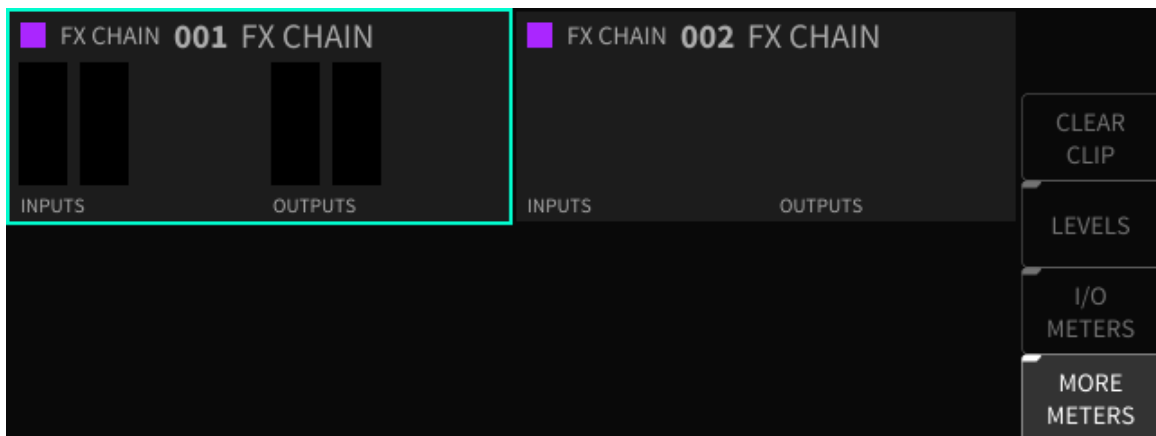 FX CHAIN 001 FX CHAIN
INPUTS OUTPUTS
FX CHAIN 002 FX CHAIN
INPUTS OUTPUTS
CLEAR
CLIP
LEVELS
I/O
METERS
MORE
METERS